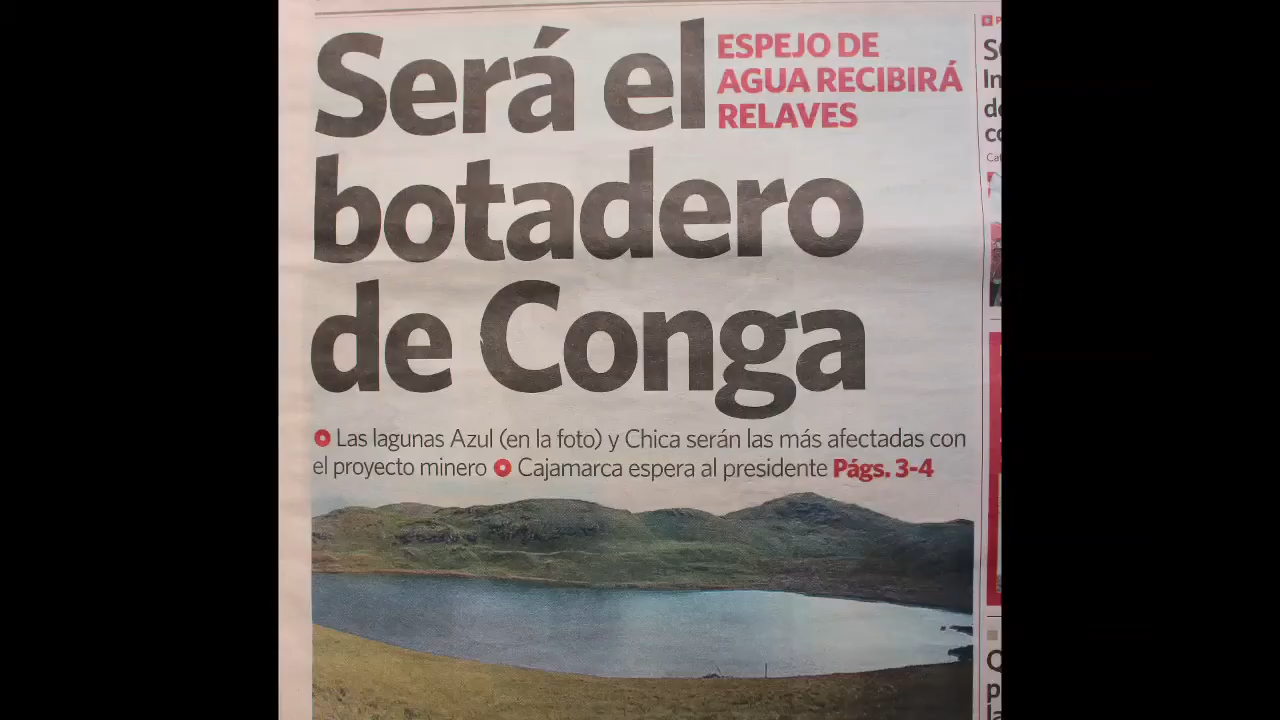 Será el
ESPEJO DE
AGUA RECIBIRÁ
RELAVES
botadero
de Conga
Las lagunas Azul (en la foto) y Chica serán las más afectadas con
el proyecto minero Cajamarca espera al presidente Págs. 3-4